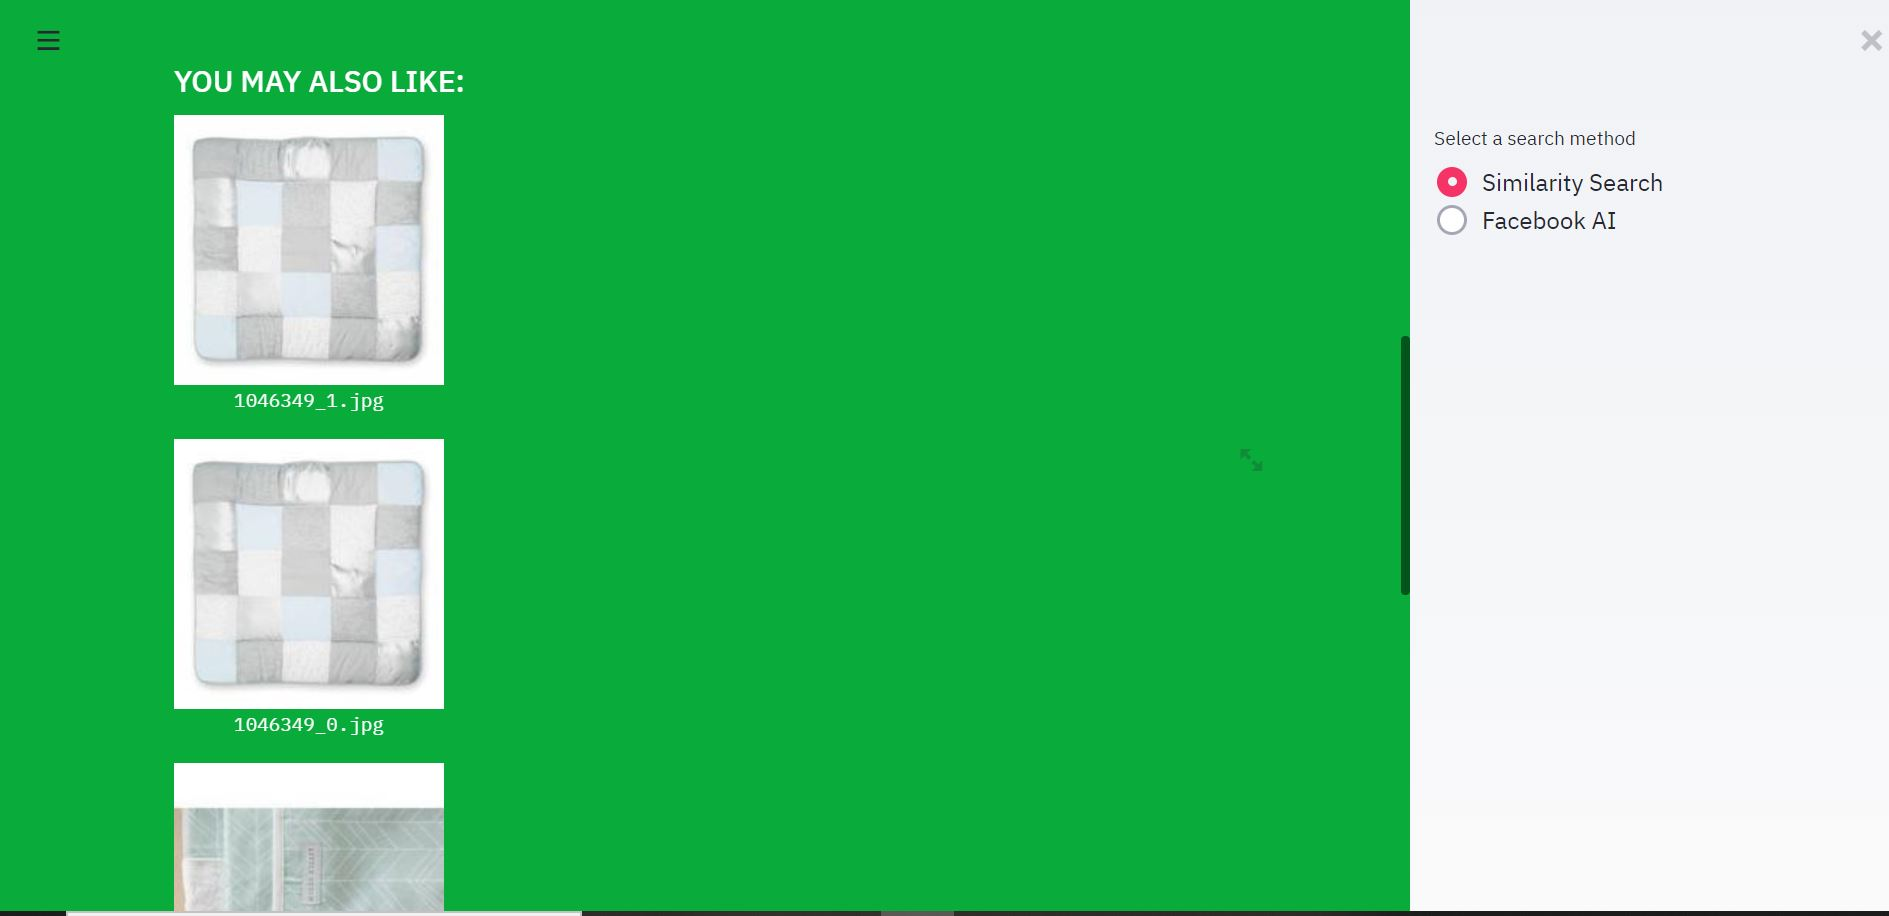 YOU MAY ALSO LIKE:
1046349_1.jpg
1046349_0.jpg
Select a search method
Similarity Search
Facebook AI